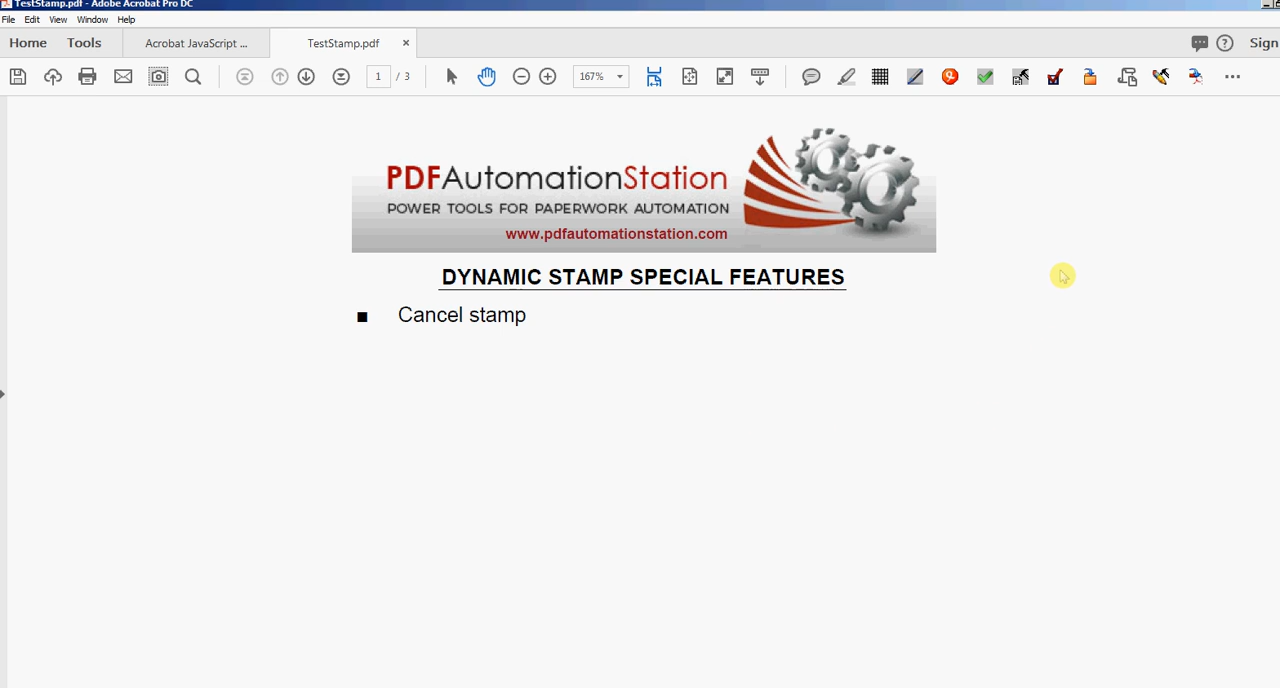 TestStamp.pdf - Adobe Acrobat Pro DC
File Edit View Window Help
Home Tools Acrobat JavaScript ... TestStamp.pdf × ? Sign
1 / 3 167% ...
PDFAutomationStation
POWER TOOLS FOR PAPERWORK AUTOMATION
www.pdfautomationstation.com
DYNAMIC STAMP SPECIAL FEATURES
■ Cancel stamp